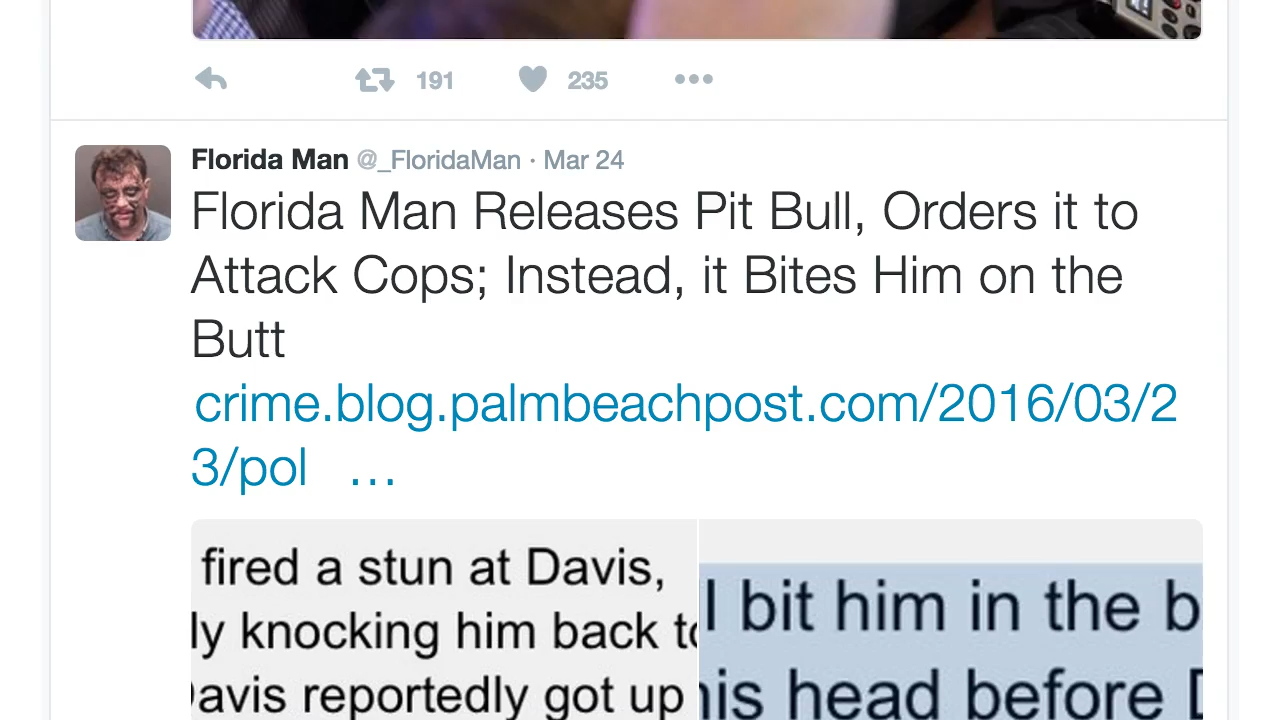 191 235
Florida Man @_FloridaMan · Mar 24
Florida Man Releases Pit Bull, Orders it to
Attack Cops; Instead, it Bites Him on the
Butt
crime.blog.palmbeachpost.com/2016/03/2
3/pol …
fired a stun at Davis,
ly knocking him back to
Davis reportedly got up
l bit him in the b
his head before D